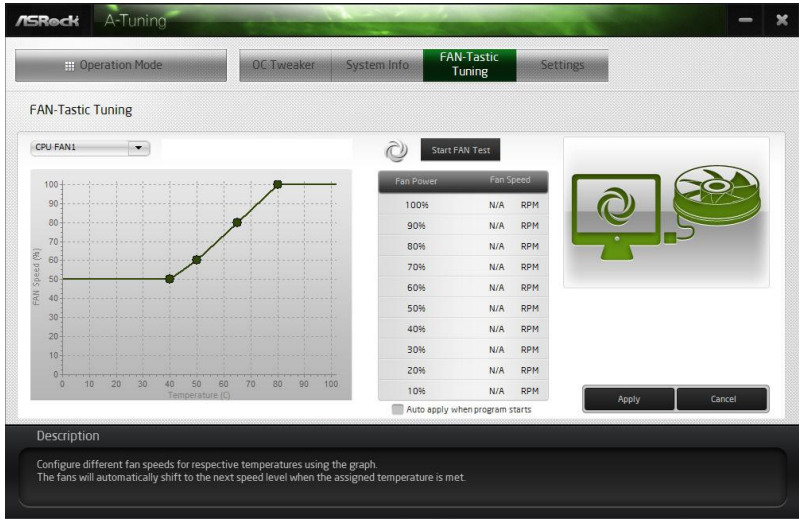 ASRock A-Tuning
Operation Mode OC Tweaker System Info FAN-Tastic Tuning Settings
FAN-Tastic Tuning
CPU FAN1
Start FAN Test
FAN Speed (%)
100
90
80
70
60
50
40
30
20
10
0
0 10 20 30 40 50 60 70 80 90 100
Temperature (C)
Fan Power Fan Speed
100% N/A RPM
90% N/A RPM
80% N/A RPM
70% N/A RPM
60% N/A RPM
50% N/A RPM
40% N/A RPM
30% N/A RPM
20% N/A RPM
10% N/A RPM
Auto apply when program starts
Apply Cancel
Description
Configure different fan speeds for respective temperatures using the graph.
The fans will automatically shift to the next speed level when the assigned temperature is met.